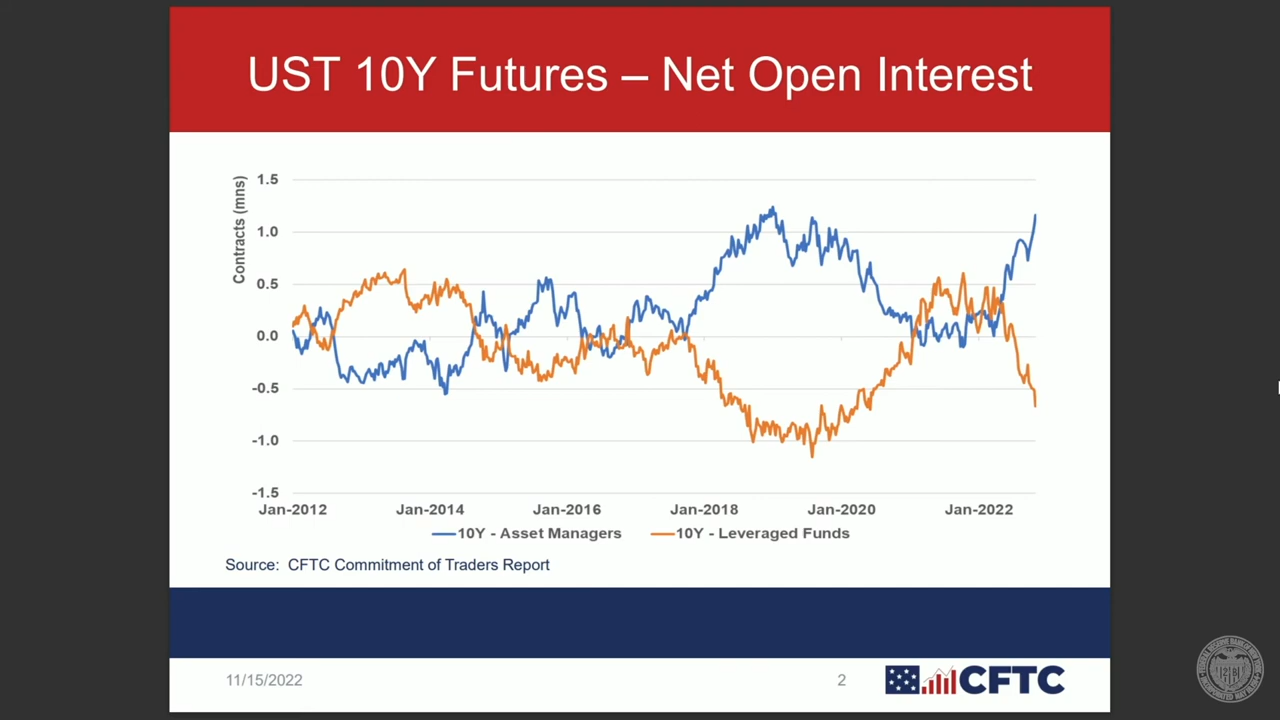 UST 10Y Futures – Net Open Interest
Contracts (mns)
1.5
1.0
0.5
0.0
-0.5
-1.0
-1.5
Jan-2012 Jan-2014 Jan-2016 Jan-2018 Jan-2020 Jan-2022
10Y - Asset Managers 10Y - Leveraged Funds
Source: CFTC Commitment of Traders Report
11/15/2022 2 CFTC